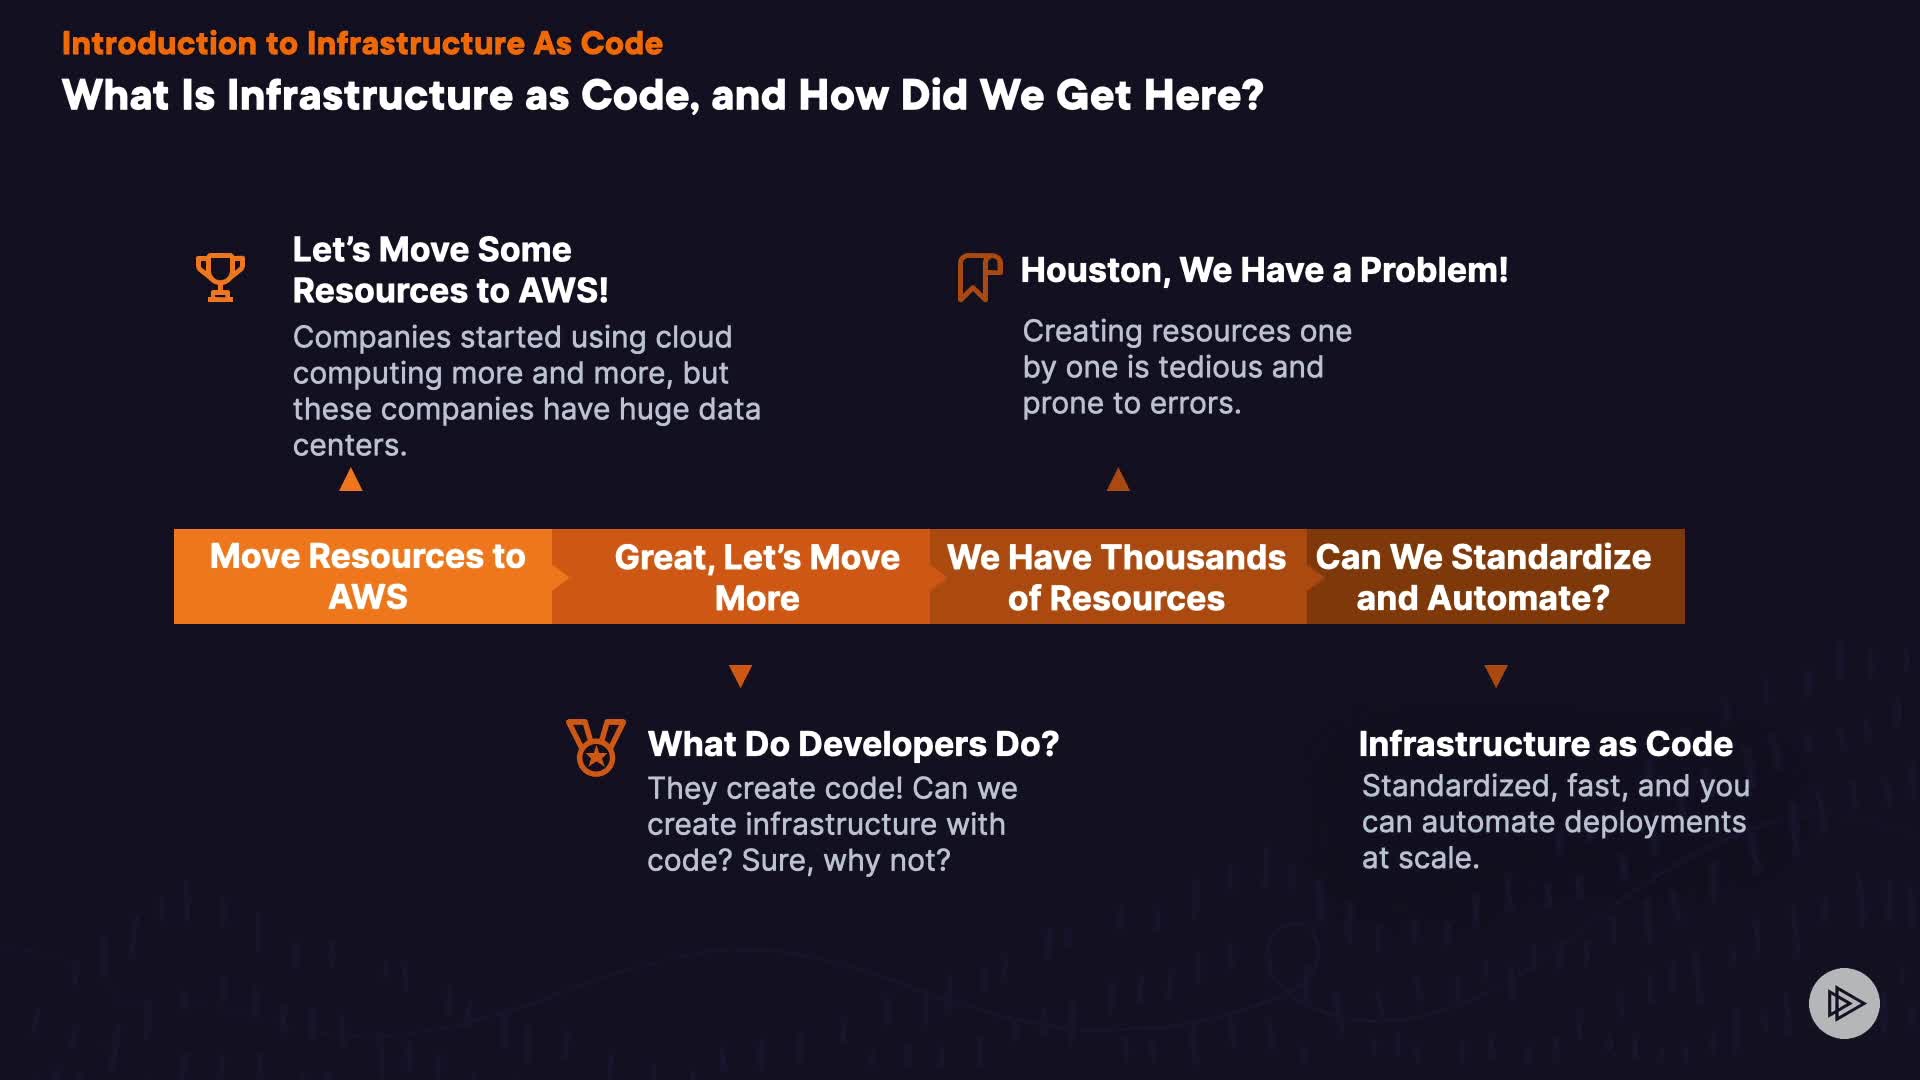 Introduction to Infrastructure As Code
What Is Infrastructure as Code, and How Did We Get Here?
Let’s Move Some
Resources to AWS!
Companies started using cloud
computing more and more, but
these companies have huge data
centers.
Houston, We Have a Problem!
Creating resources one
by one is tedious and
prone to errors.
Move Resources to
AWS
Great, Let’s Move
More
We Have Thousands
of Resources
Can We Standardize
and Automate?
What Do Developers Do?
They create code! Can we
create infrastructure with
code? Sure, why not?
Infrastructure as Code
Standardized, fast, and you
can automate deployments
at scale.